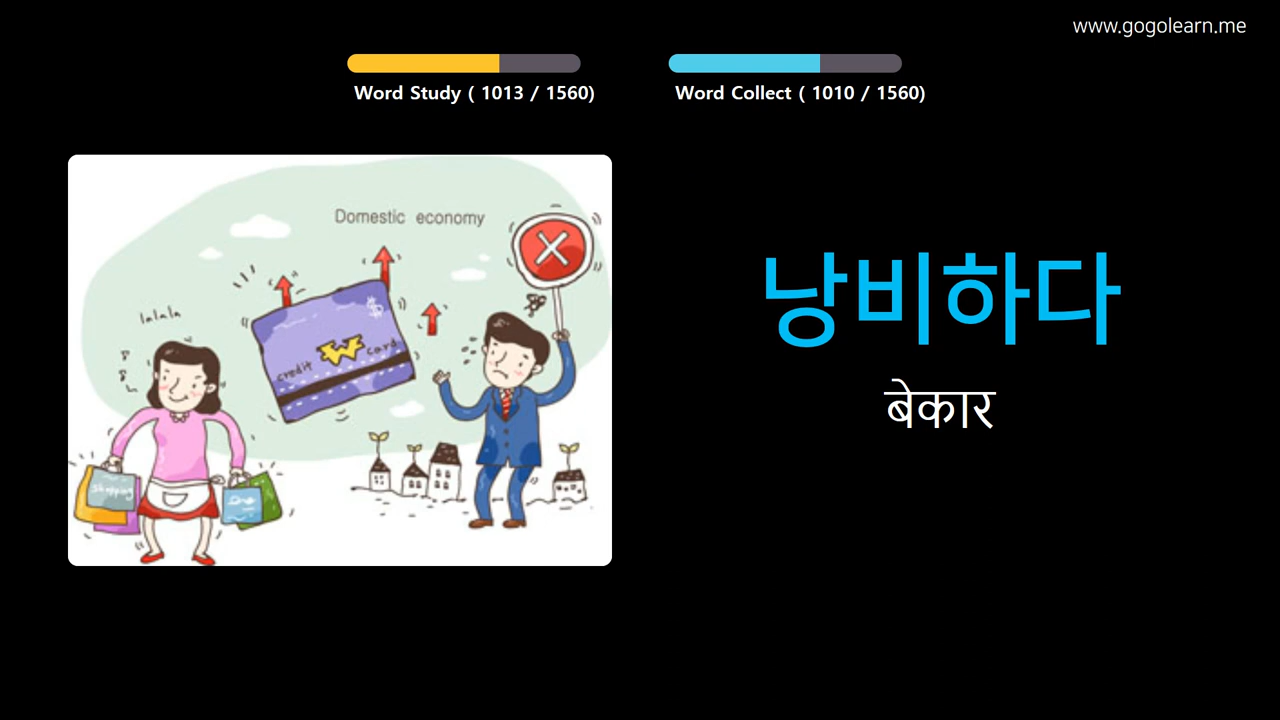 www.gogolearn.me
Word Study ( 1013 / 1560)
Word Collect ( 1010 / 1560)
Domestic economy
lalala
credit card
shopping
낭비하다
बेकार